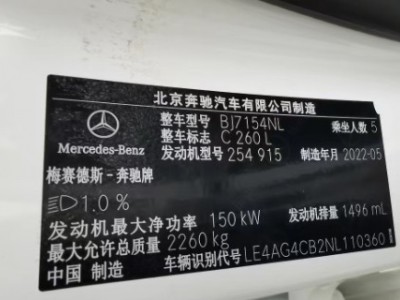 北京奔驰汽车有限公司制造
整车型号 BJ7154NL 乘坐人数 5
整车标志 C 260 L
Mercedes-Benz 发动机型号 254 915 制造年月 2022-05
梅赛德斯 - 奔驰牌
1.0 %
发动机最大净功率 150 kW 发动机排量 1496 mL
最大允许总质量 2260 kg
中国 制造 车辆识别代号 LE4AG4CB2NL110360